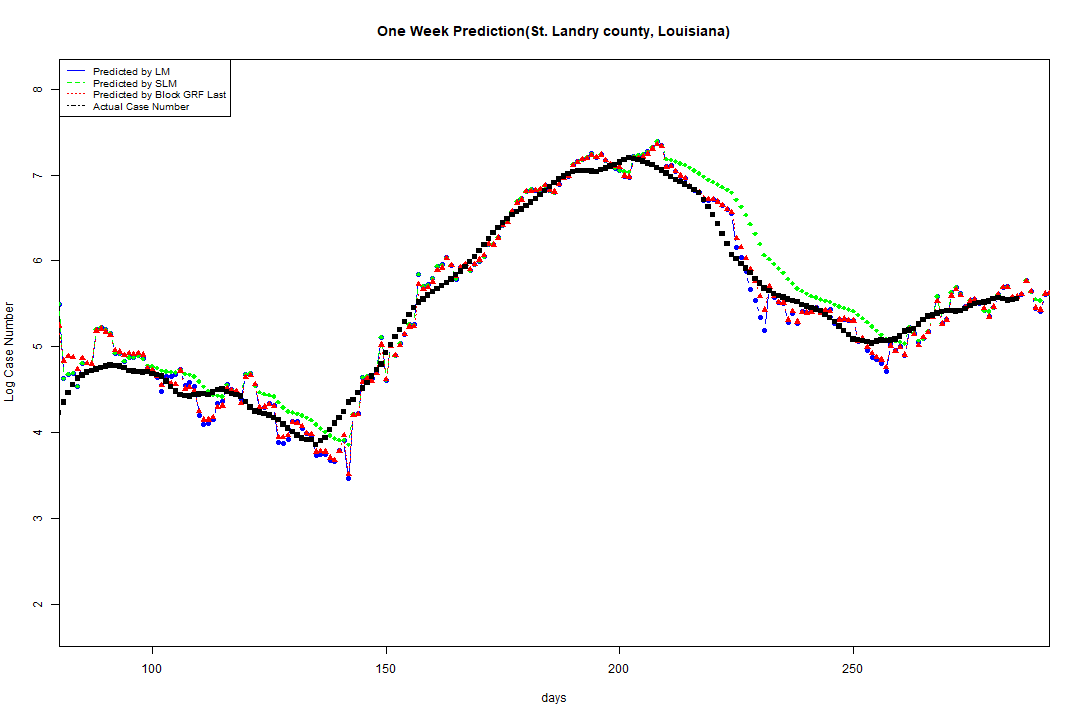 One Week Prediction(St. Landry county, Louisiana)
Predicted by LM
Predicted by SLM
Predicted by Block GRF Last
Actual Case Number
8
7
6
5
4
3
2
Log Case Number
100 150 200 250
days